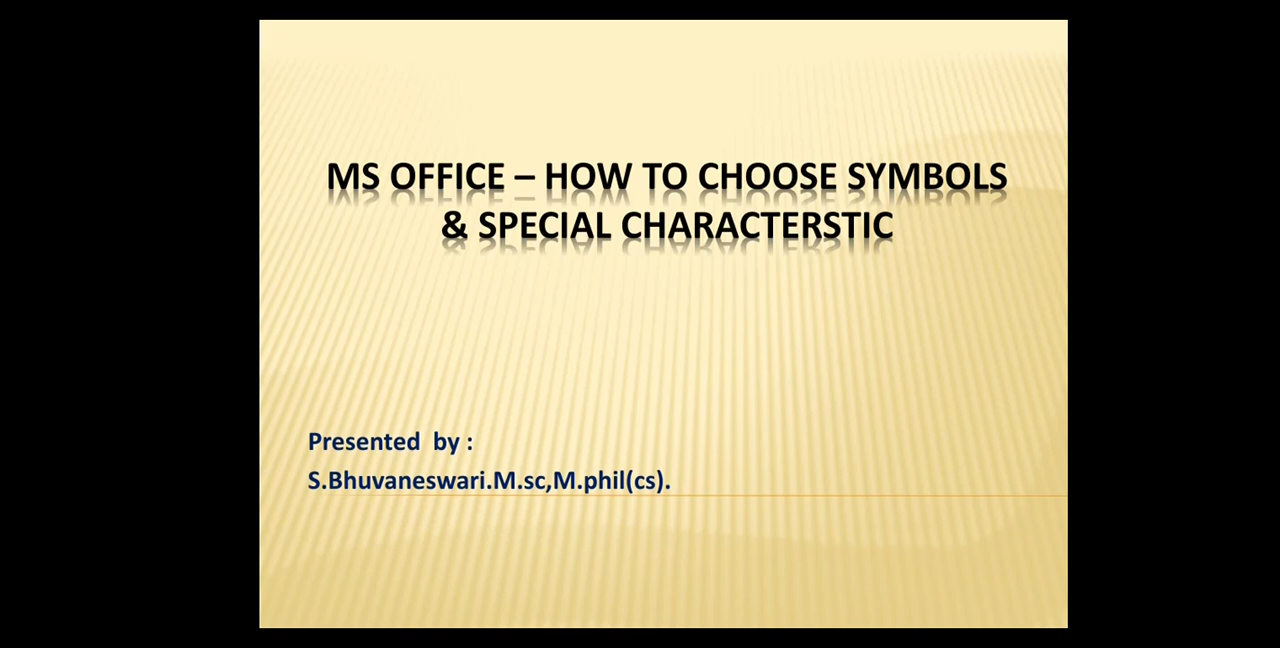 MS OFFICE – HOW TO CHOOSE SYMBOLS
& SPECIAL CHARACTERSTIC
Presented by :
S.Bhuvaneswari.M.sc,M.phil(cs).